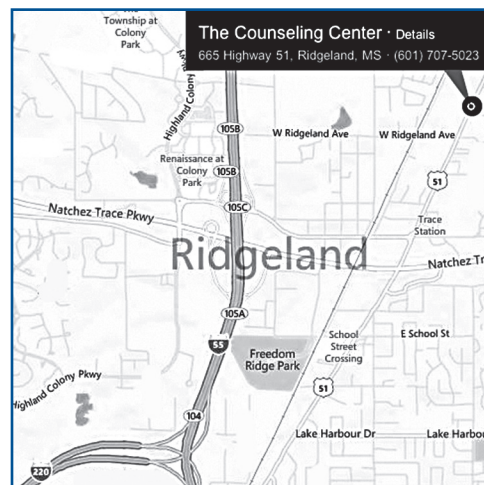 The Township at
Colony
Park
The Counseling Center · Details
665 Highway 51, Ridgeland, MS · (601) 707-5023
Highland Colony
105B
W Ridgeland Ave
W Ridgeland Ave
Renaissance at
Colony
Park
105B
51
105C
Natchez Trace Pkwy
Trace
Station
Ridgeland
Natchez Tr
105A
55
School
Street
Crossing
E School St
Freedom
Ridge Park
Highland Colony Pkwy
51
104
Lake Harbour Dr
Lake Harbour
220